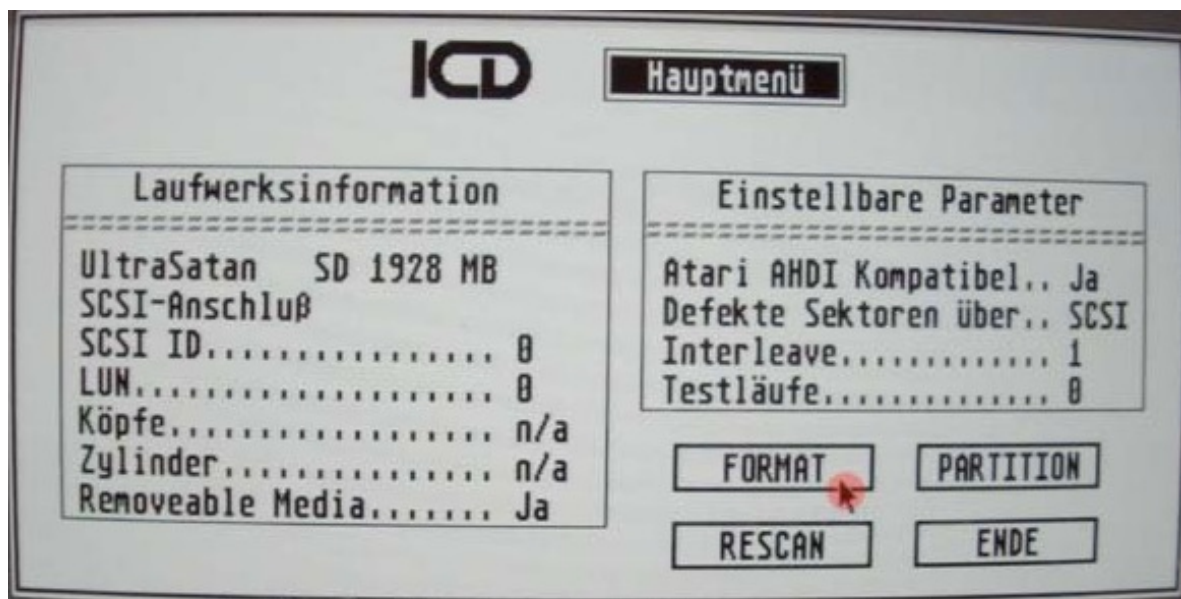 ICD
Hauptmenü
Laufwerksinformation
================================
UltraSatan SD 1928 MB
SCSI-Anschluß
SCSI ID................ 0
LUN.................... 0
Köpfe.................. n/a
Zylinder............... n/a
Removeable Media....... Ja
Einstellbare Parameter
=============================
Atari AHDI Kompatibel.. Ja
Defekte Sektoren über.. SCSI
Interleave............. 1
Testläufe.............. 0
FORMAT
PARTITION
RESCAN
ENDE